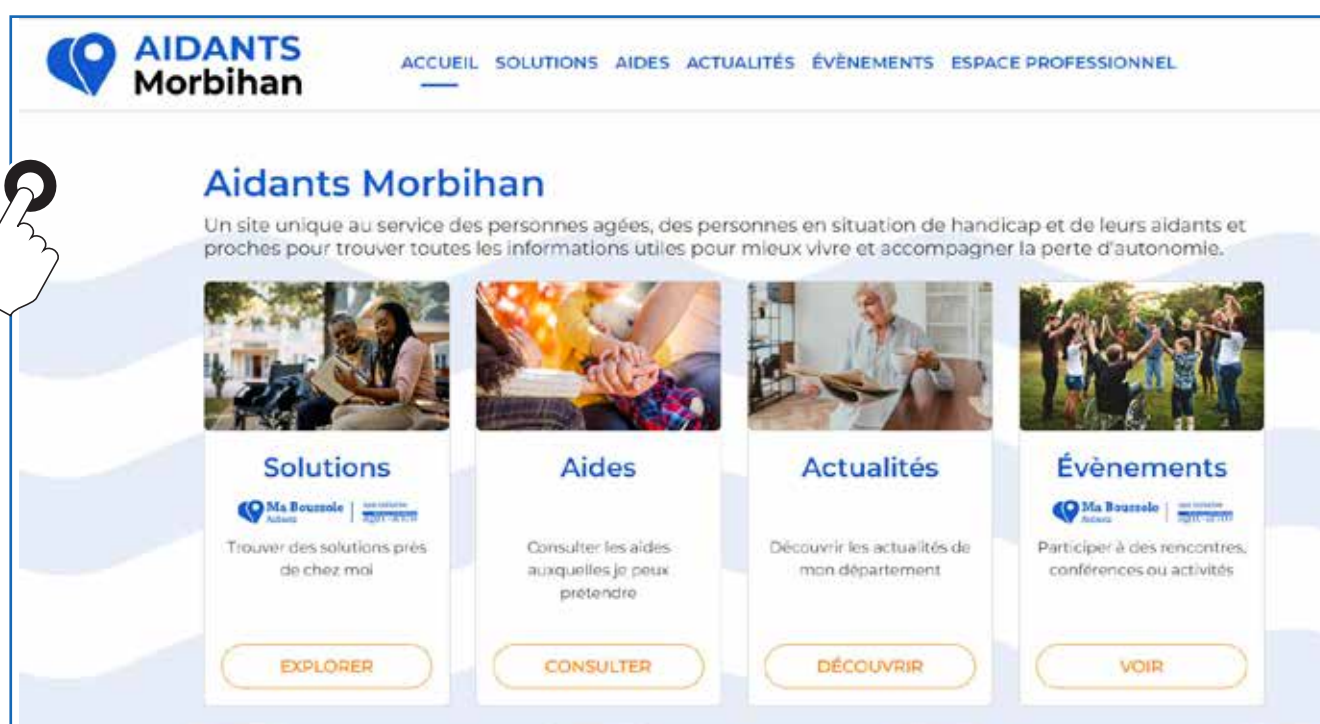 AIDANTS
Morbihan
ACCUEIL SOLUTIONS AIDES ACTUALITÉS ÉVÈNEMENTS ESPACE PROFESSIONNEL
Aidants Morbihan
Un site unique au service des personnes agées, des personnes en situation de handicap et de leurs aidants et
proches pour trouver toutes les informations utiles pour mieux vivre et accompagner la perte d'autonomie.
Solutions
Ma Boussole
Aidants
Trouver des solutions près
de chez moi
EXPLORER
Aides
Consulter les aides
auxquelles je peux
prétendre
CONSULTER
Actualités
Découvrir les actualités de
mon département
DÉCOUVRIR
Évènements
Ma Boussole
Aidants
Participer à des rencontres,
conférences ou activités
VOIR